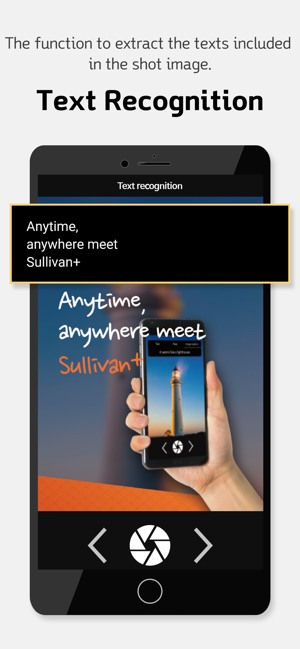 The function to extract the texts included
in the shot image.
Text Recognition
Text recognition
Anytime,
anywhere meet
Sullivan+
Anytime,
anywhere meet
Sullivan+